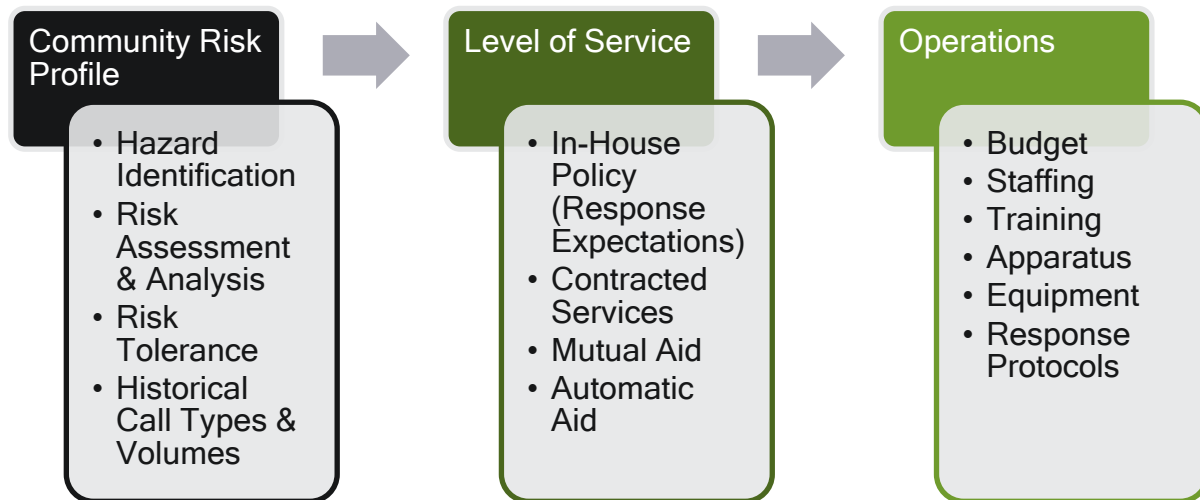 Community Risk
Profile
• Hazard
Identification
• Risk
Assessment
& Analysis
• Risk
Tolerance
• Historical
Call Types &
Volumes
Level of Service
• In-House
Policy
(Response
Expectations)
• Contracted
Services
• Mutual Aid
• Automatic
Aid
Operations
• Budget
• Staffing
• Training
• Apparatus
• Equipment
• Response
Protocols